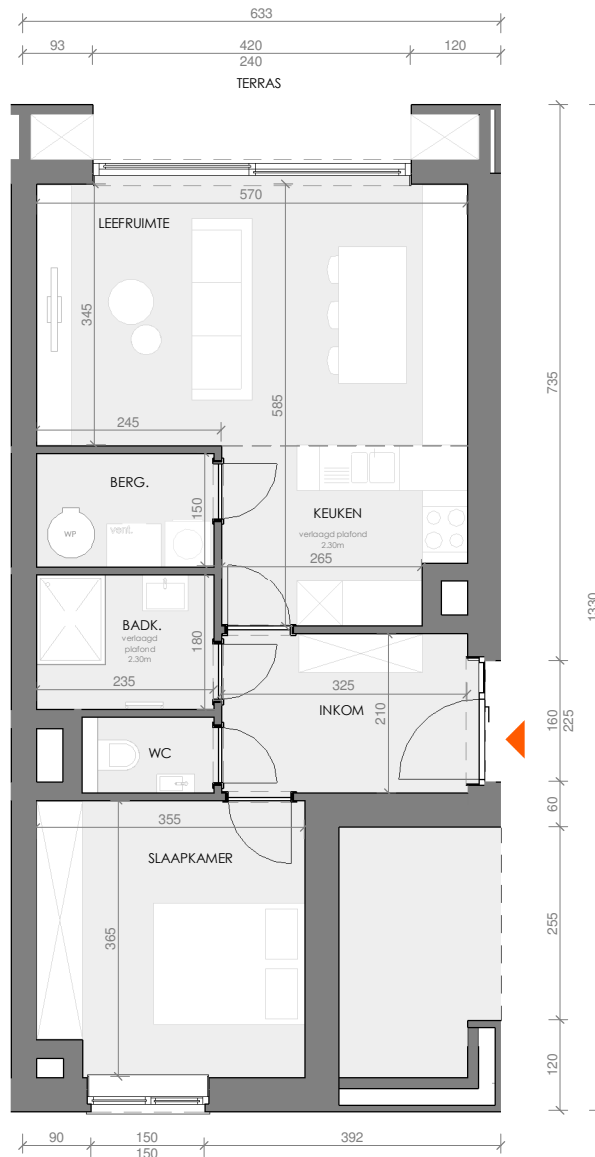 633
93
420
120
240
TERRAS
570
LEEFRUIMTE
345
735
585
245
BERG.
150
KEUKEN
verlaagd plafond
2.30m
WP
vent.
265
BADK.
verlaagd
plafond
2.30m
180
1330
235
325
INKOM
210
160
225
WC
60
355
SLAAPKAMER
365
255
120
90
150
392
150